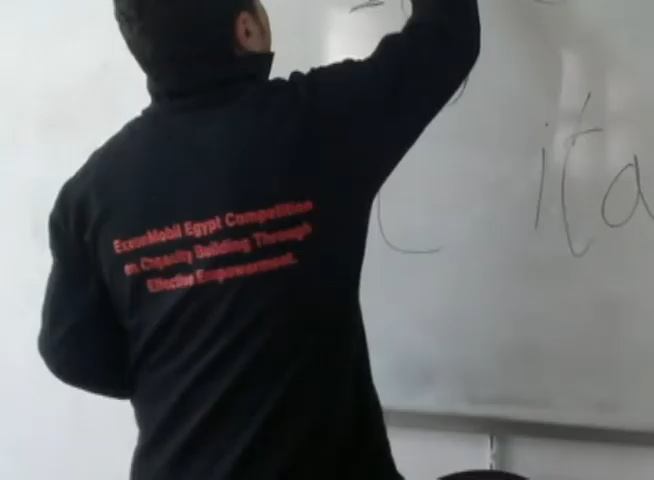 ExxonMobil Egypt Competition
on Capacity Building Through
Effective Empowerment.
ita